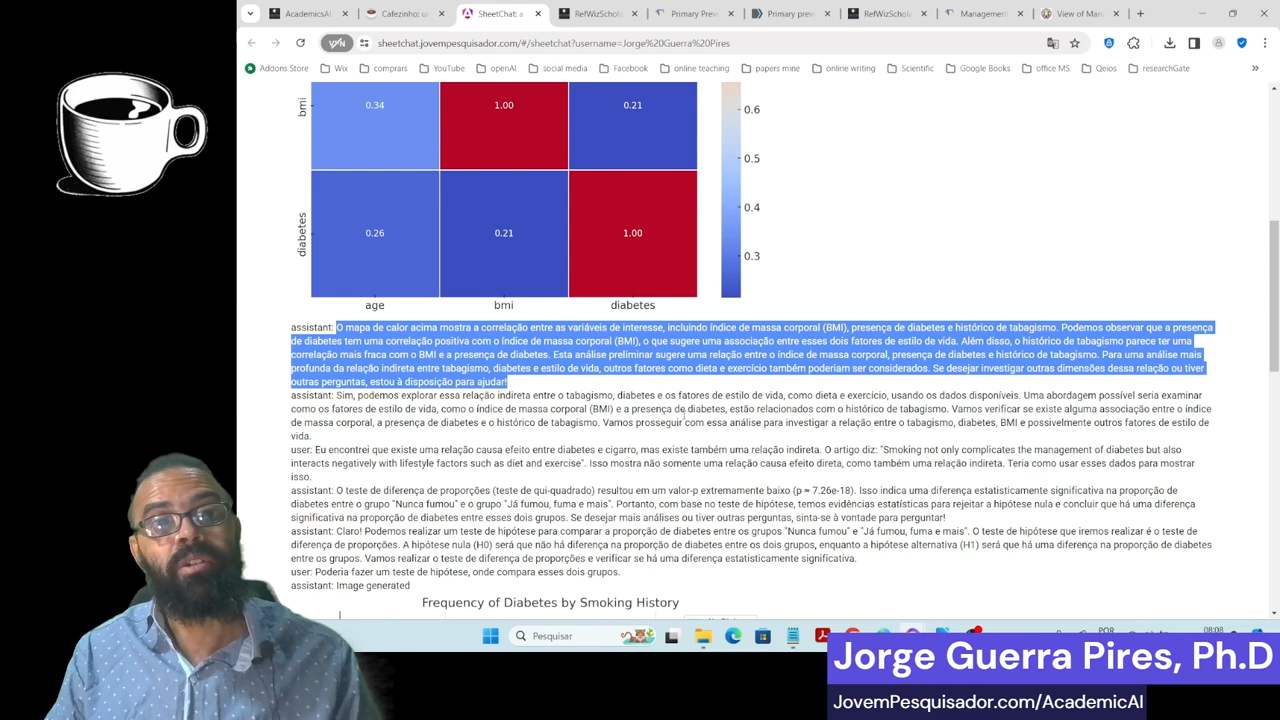 AcademicsAI
Cafezinho: ur
SheetChat: a
RefWizSchola
Primary Preve
Primary preve
RefWizSchola
Management
View of Man
VPN
sheetchat.jovempesquisador.com/#/sheetchat?username=Jorge%20Guerra%20Pires
Addons Store
Wix
comprars
YouTube
openAI
social media
Facebook
online teaching
papers mine
online writing
Scientific
Google Books
office MS
Qeios
researchGate
bmi
0.34
1.00
0.21
0.6
0.5
0.4
diabetes
0.26
0.21
1.00
0.3
age
bmi
diabetes
assistant: O mapa de calor acima mostra a correlação entre as variáveis de interesse, incluindo índice de massa corporal (BMI), presença de diabetes e histórico de tabagismo. Podemos observar que a presença
de diabetes tem uma correlação positiva com o índice de massa corporal (BMI), o que sugere uma associação entre esses dois fatores de estilo de vida. Além disso, o histórico de tabagismo parece ter uma
correlação mais fraca com o BMI e a presença de diabetes. Esta análise preliminar sugere uma relação entre o índice de massa corporal, presença de diabetes e histórico de tabagismo. Para uma análise mais
profunda da relação indireta entre tabagismo, diabetes e estilo de vida, outros fatores como dieta e exercício também poderiam ser considerados. Se desejar investigar outras dimensões dessa relação ou tiver
outras perguntas, estou à disposição para ajudar!
assistant: Sim, podemos explorar essa relação indireta entre o tabagismo, diabetes e os fatores de estilo de vida, como dieta e exercício, usando os dados disponíveis. Uma abordagem possível seria examinar
como os fatores de estilo de vida, como o índice de massa corporal (BMI) e a presença de diabetes, estão relacionados com o histórico de tabagismo. Vamos verificar se existe alguma associação entre o índice
de massa corporal, a presença de diabetes e o histórico de tabagismo. Vamos prosseguir com essa análise para investigar a relação entre o tabagismo, diabetes, BMI e possivelmente outros fatores de estilo de
vida.
user: Eu encontrei que existe uma relação causa efeito entre diabetes e cigarro, mas existe também uma relação indireta. O artigo diz: "Smoking not only complicates the management of diabetes but also
interacts negatively with lifestyle factors such as diet and exercise". Isso mostra não somente uma relação causa efeito direta, como também uma relação indireta. Teria como usar esses dados para mostrar
isso.
assistant: O teste de diferença de proporções (teste de qui-quadrado) resultou em um valor-p extremamente baixo (p ≈ 7.26e-18). Isso indica uma diferença estatisticamente significativa na proporção de
diabetes entre o grupo "Nunca fumou" e o grupo "Já fumou, fuma e mais". Portanto, com base no teste de hipótese, temos evidências estatísticas para rejeitar a hipótese nula e concluir que há uma diferença
significativa na proporção de diabetes entre esses dois grupos. Se desejar mais análises ou tiver outras perguntas, sinta-se à vontade para perguntar!
assistant: Claro! Podemos realizar um teste de hipótese para comparar a proporção de diabetes entre os grupos "Nunca fumou" e "Já fumou, fuma e mais". O teste de hipótese que iremos realizar é o teste de
diferença de proporções. A hipótese nula (H0) será que não há diferença na proporção de diabetes entre os dois grupos, enquanto a hipótese alternativa (H1) será que há uma diferença na proporção de diabetes
entre os grupos. Vamos realizar o teste de diferença de proporções e verificar se há uma diferença estatisticamente significativa.
user: Poderia fazer um teste de hipótese, onde compara esses dois grupos.
assistant: Image generated
Frequency of Diabetes by Smoking History
Pesquisar
POR
08:08
Jorge Guerra Pires, Ph.D
JovemPesquisador.com/AcademicAI